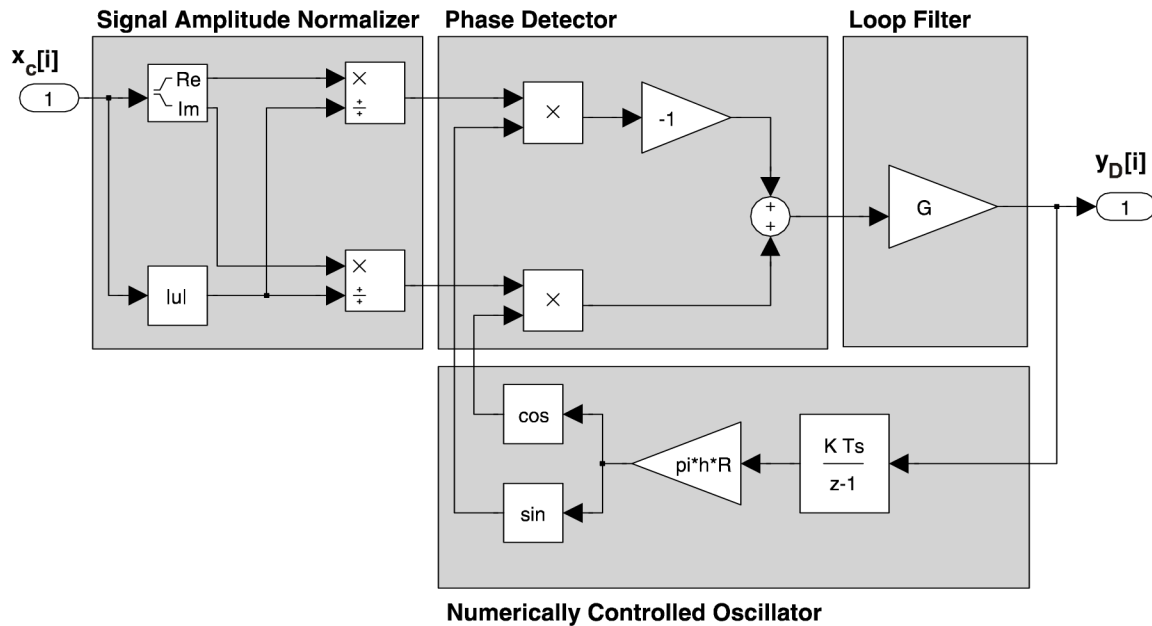 Signal Amplitude Normalizer
Phase Detector
Loop Filter
x_c[i]
1
Re
Im
×
÷
|u|
×
÷
×
-1
+
+
×
G
y_D[i]
1
cos
sin
pi*h*R
K Ts
z-1
Numerically Controlled Oscillator